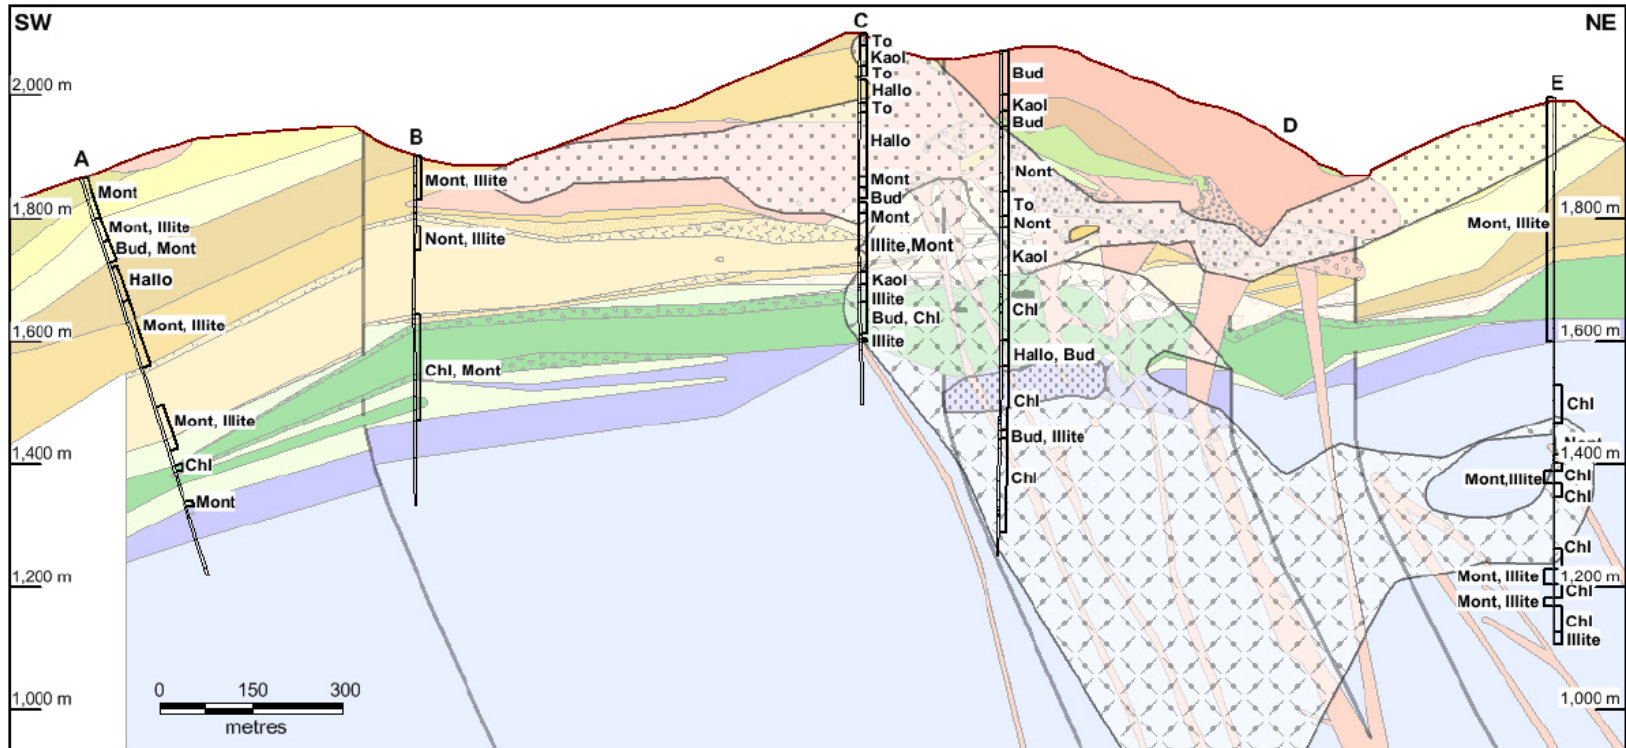 SW
C
NE
To
Kaol
To
Hallo
To
Hallo
Mont
Bud
Mont
Illite,Mont
Kaol
Illite
Bud, Chl
Illite
Bud
Kaol
Bud
Nont
To
Nont
Kaol
Chl
Hallo, Bud
Chl
Bud, Illite
Chl
D
E
Mont, Illite
Chl
Mont,Illite
Chl
Chl
Chl
Mont, Illite
Chl
Mont, Illite
Chl
Illite
A
Mont
Mont, Illite
Bud, Mont
Hallo
Mont, Illite
Mont, Illite
Chl
Mont
B
Mont, Illite
Nont, Illite
Chl, Mont
2,000 m
1,800 m
1,600 m
1,400 m
1,200 m
1,000 m
1,800 m
1,600 m
1,400 m
1,200 m
1,000 m
0 150 300
metres